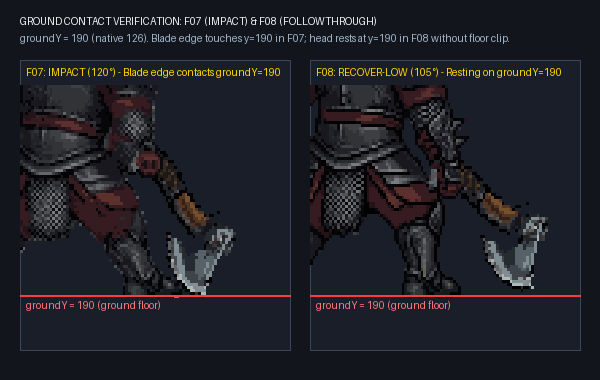 GROUND CONTACT VERIFICATION: F07 (IMPACT) & F08 (FOLLOWTHROUGH)
groundY = 190 (native 126). Blade edge touches y=190 in F07; head rests at y=190 in F08 without floor clip.
F07: IMPACT (120°) - Blade edge contacts groundY=190
F08: RECOVER-LOW (105°) - Resting on groundY=190
groundY = 190 (ground floor)
groundY = 190 (ground floor)